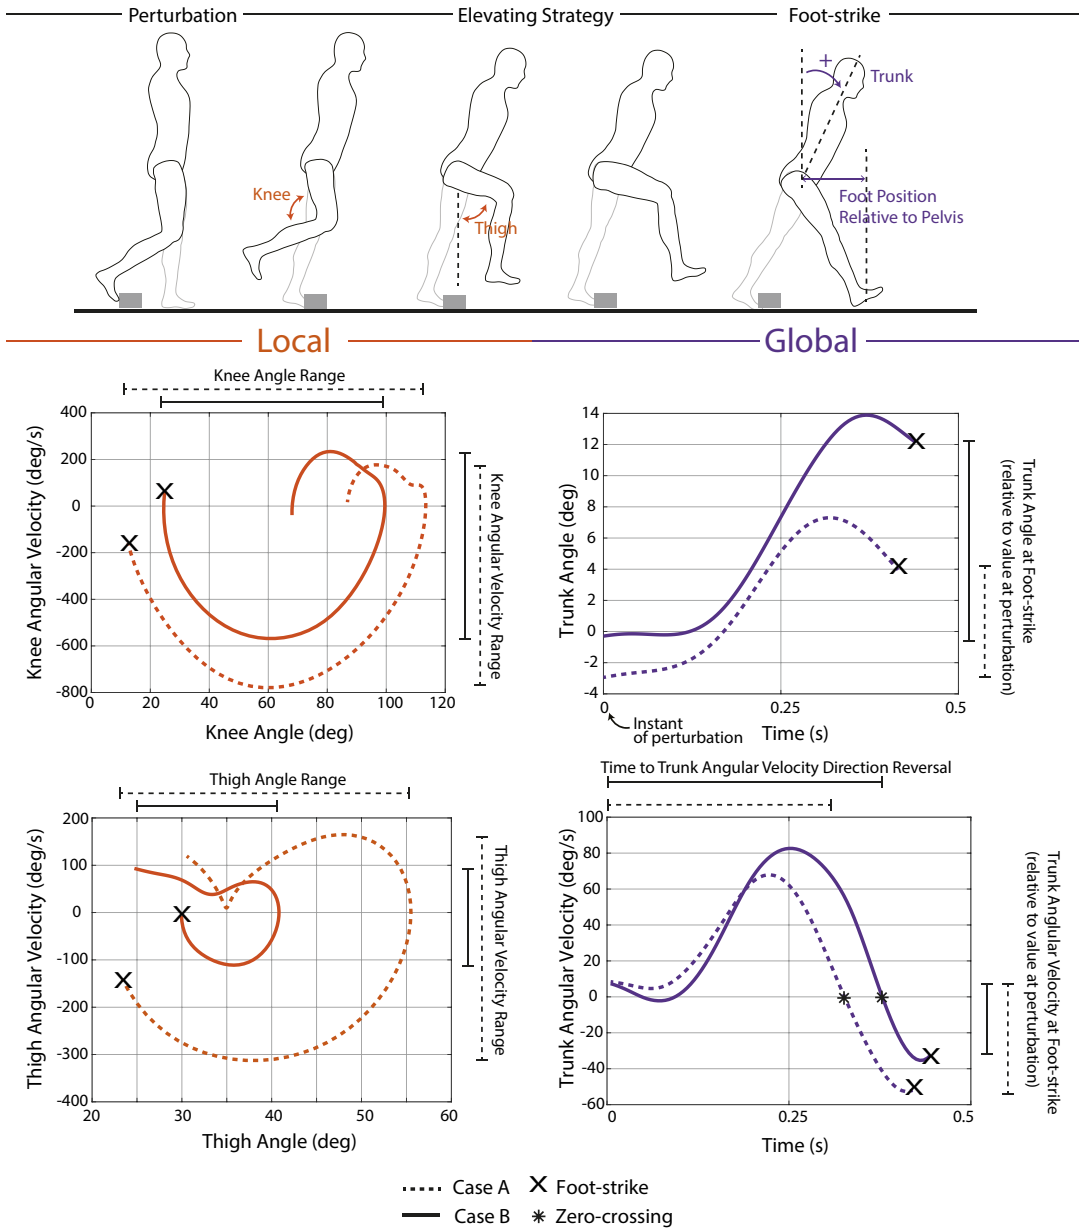 Perturbation
Elevating Strategy
Foot-strike
+
Trunk
Knee
Thigh
Foot Position
Relative to Pelvis
Local
Global
Knee Angle Range
400
200
0
-200
-400
-600
-800
0
20
40
60
80
100
120
Knee Angular Velocity (deg/s)
Knee Angle (deg)
Knee Angular Velocity Range
14
12
10
8
6
4
2
0
-2
-4
0
0.25
0.5
Trunk Angle (deg)
Time (s)
Instant
of perturbation
Trunk Angle at Foot-strike
(relative to value at perturbation)
Thigh Angle Range
200
100
0
-100
-200
-300
-400
20
30
40
50
60
Thigh Angular Velocity (deg/s)
Thigh Angle (deg)
Thigh Angular Velocity Range
Time to Trunk Angular Velocity Direction Reversal
100
80
60
40
20
0
-20
-40
-60
0
0.25
0.5
Trunk Angular Velocity (deg/s)
Time (s)
Trunk Anglular Velocity at Foot-strike
(relative to value at perturbation)
Case A
Foot-strike
Case B
Zero-crossing